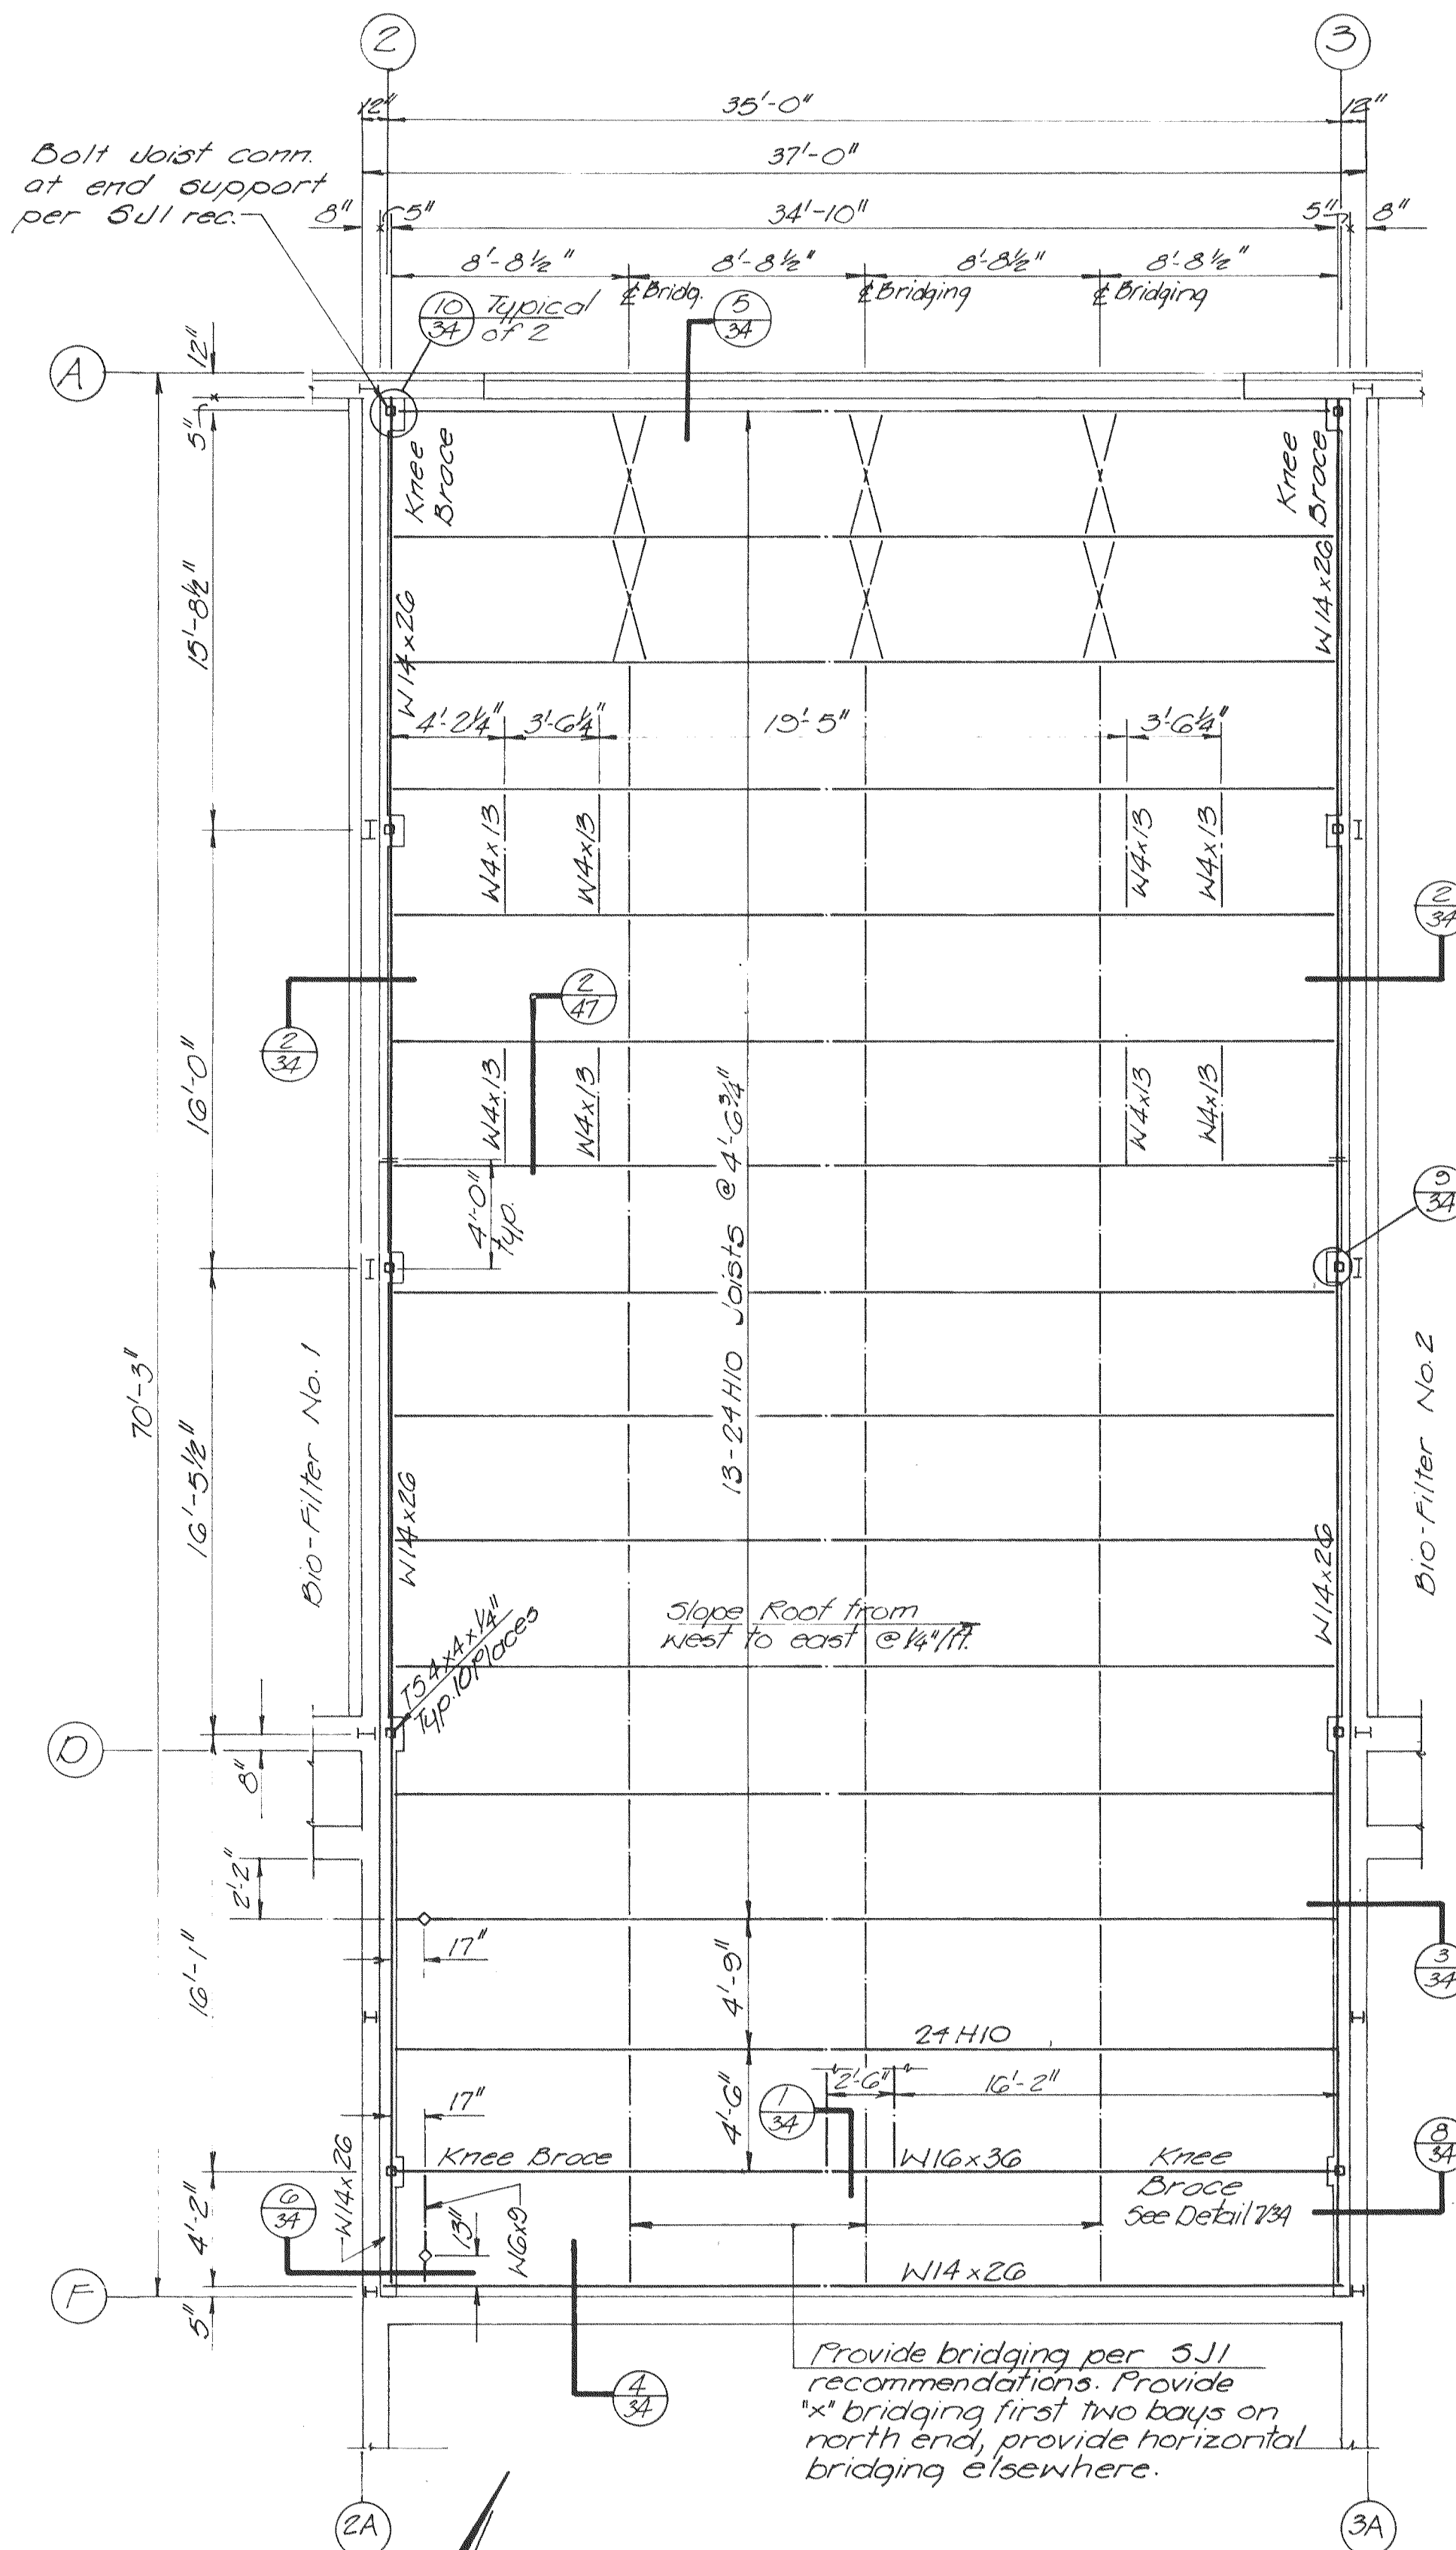 2
3
12"
35'-0"
12"
37'-0"
Bolt Joist conn.
at end support
per SJI rec.
8"
5"
34'-10"
5"
8"
8'-8½"
8'-8½"
8'-8½"
8'-8½"
℄ Bridg.
℄ Bridging
℄ Bridging
10
34
Typical
of 2
5
34
12"
A
5"
Knee
Brace
Knee
Brace
15'-8½"
W14x26
W14x26
4'-2¼"
3'-6¼"
19'-5"
3'-6¼"
W4x13
W4x13
W4x13
W4x13
2
34
2
47
2
34
16'-0"
W4x13
W4x13
W4x13
W4x13
4'-0"
Typ.
13-24H10 Joists @ 4'-6¾"
9
34
70'-3"
Bio-Filter No. 1
Bio-Filter No. 2
16'-5½"
W14x26
W14x26
Slope Roof from
west to east @ ¼"/ft.
TS 4x4x¼"
Typ. 10 places
D
8"
2'-2"
17"
16'-1"
4'-9"
3
34
24H10
2'-6"
16'-2"
17"
1
34
4'-6"
Knee Brace
W16x36
Knee
Brace
See Detail 7/34
8
34
W14x26
6
34
4'-2"
13"
W6x9
W14x26
F
5"
4
34
Provide bridging per SJI
recommendations. Provide
"x" bridging first two bays on
north end, provide horizontal
bridging elsewhere.
2A
3A